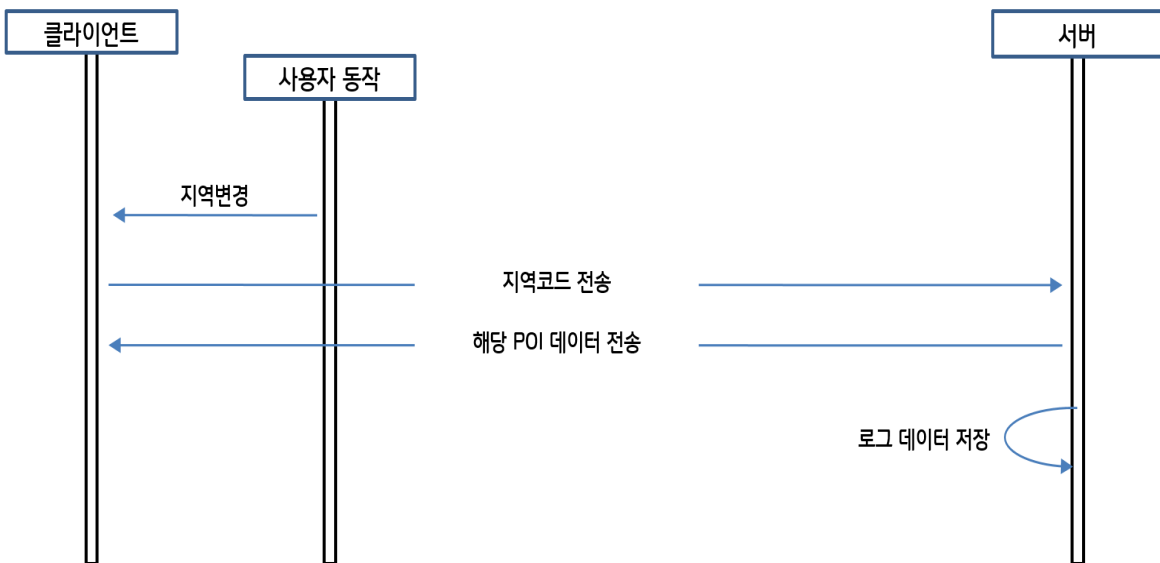 클라이언트
서버
사용자 동작
지역변경
지역코드 전송
해당 POI 데이터 전송
로그 데이터 저장